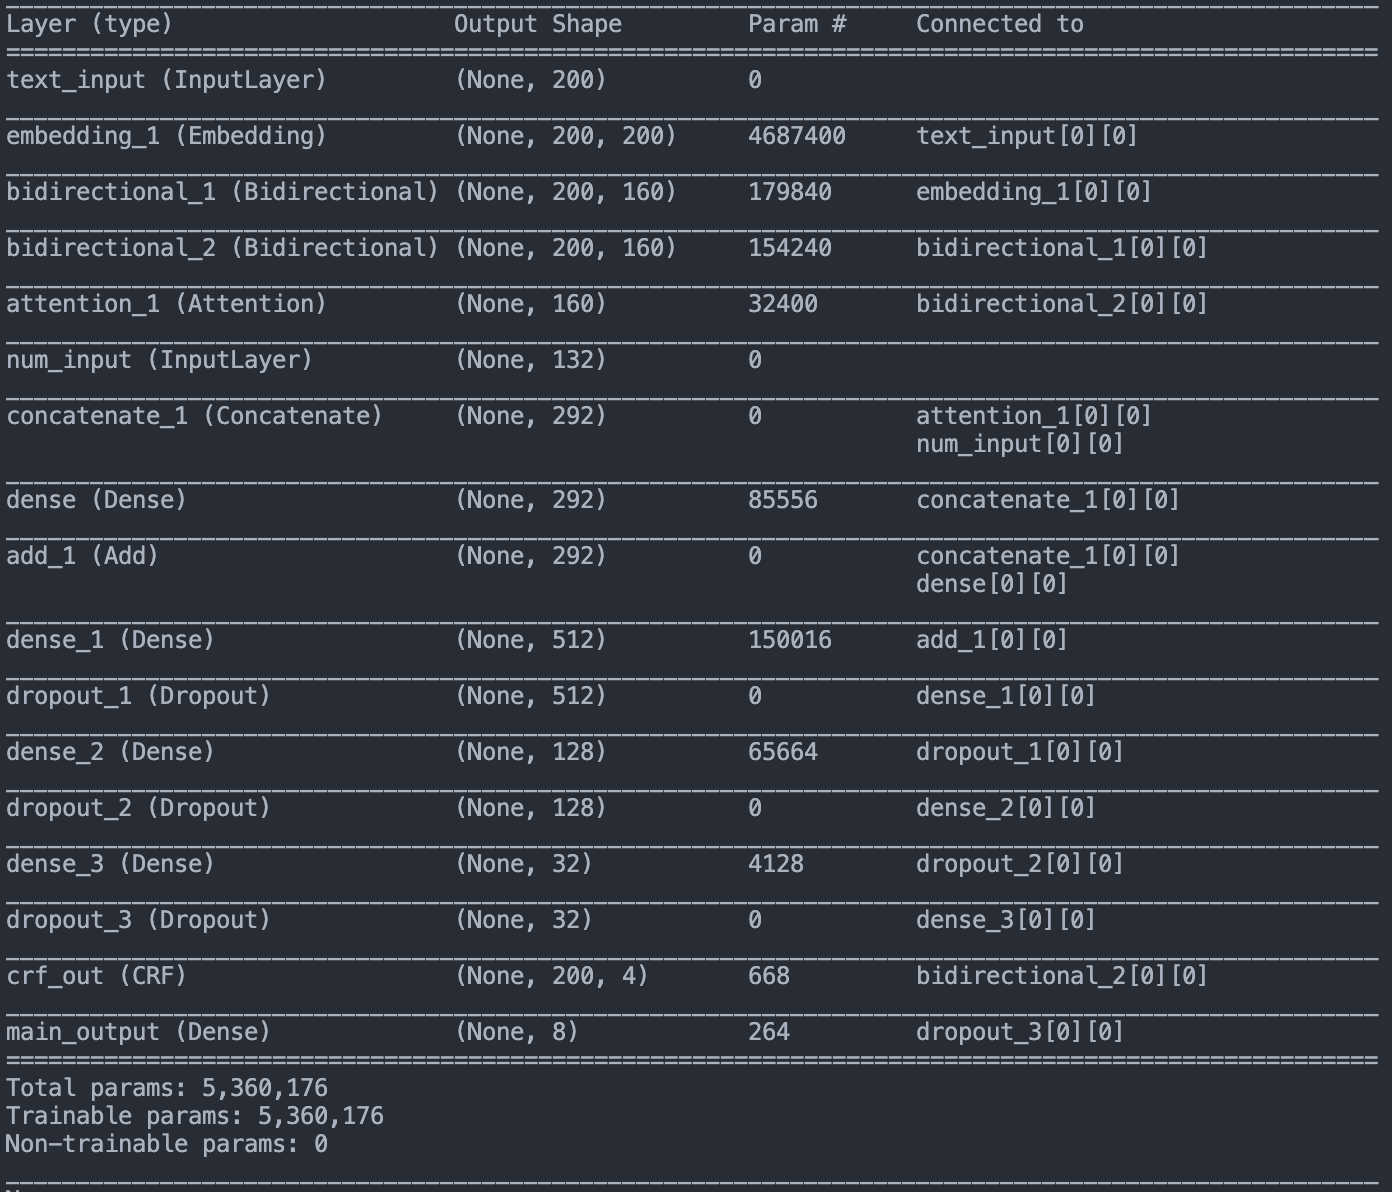 Layer (type) Output Shape Param # Connected to
==================================================================================================
text_input (InputLayer) (None, 200) 0
embedding_1 (Embedding) (None, 200, 200) 4687400 text_input[0][0]
bidirectional_1 (Bidirectional) (None, 200, 160) 179840 embedding_1[0][0]
bidirectional_2 (Bidirectional) (None, 200, 160) 154240 bidirectional_1[0][0]
attention_1 (Attention) (None, 160) 32400 bidirectional_2[0][0]
num_input (InputLayer) (None, 132) 0
concatenate_1 (Concatenate) (None, 292) 0 attention_1[0][0]
num_input[0][0]
dense (Dense) (None, 292) 85556 concatenate_1[0][0]
add_1 (Add) (None, 292) 0 concatenate_1[0][0]
dense[0][0]
dense_1 (Dense) (None, 512) 150016 add_1[0][0]
dropout_1 (Dropout) (None, 512) 0 dense_1[0][0]
dense_2 (Dense) (None, 128) 65664 dropout_1[0][0]
dropout_2 (Dropout) (None, 128) 0 dense_2[0][0]
dense_3 (Dense) (None, 32) 4128 dropout_2[0][0]
dropout_3 (Dropout) (None, 32) 0 dense_3[0][0]
crf_out (CRF) (None, 200, 4) 668 bidirectional_2[0][0]
main_output (Dense) (None, 8) 264 dropout_3[0][0]
==================================================================================================
Total params: 5,360,176
Trainable params: 5,360,176
Non-trainable params: 0